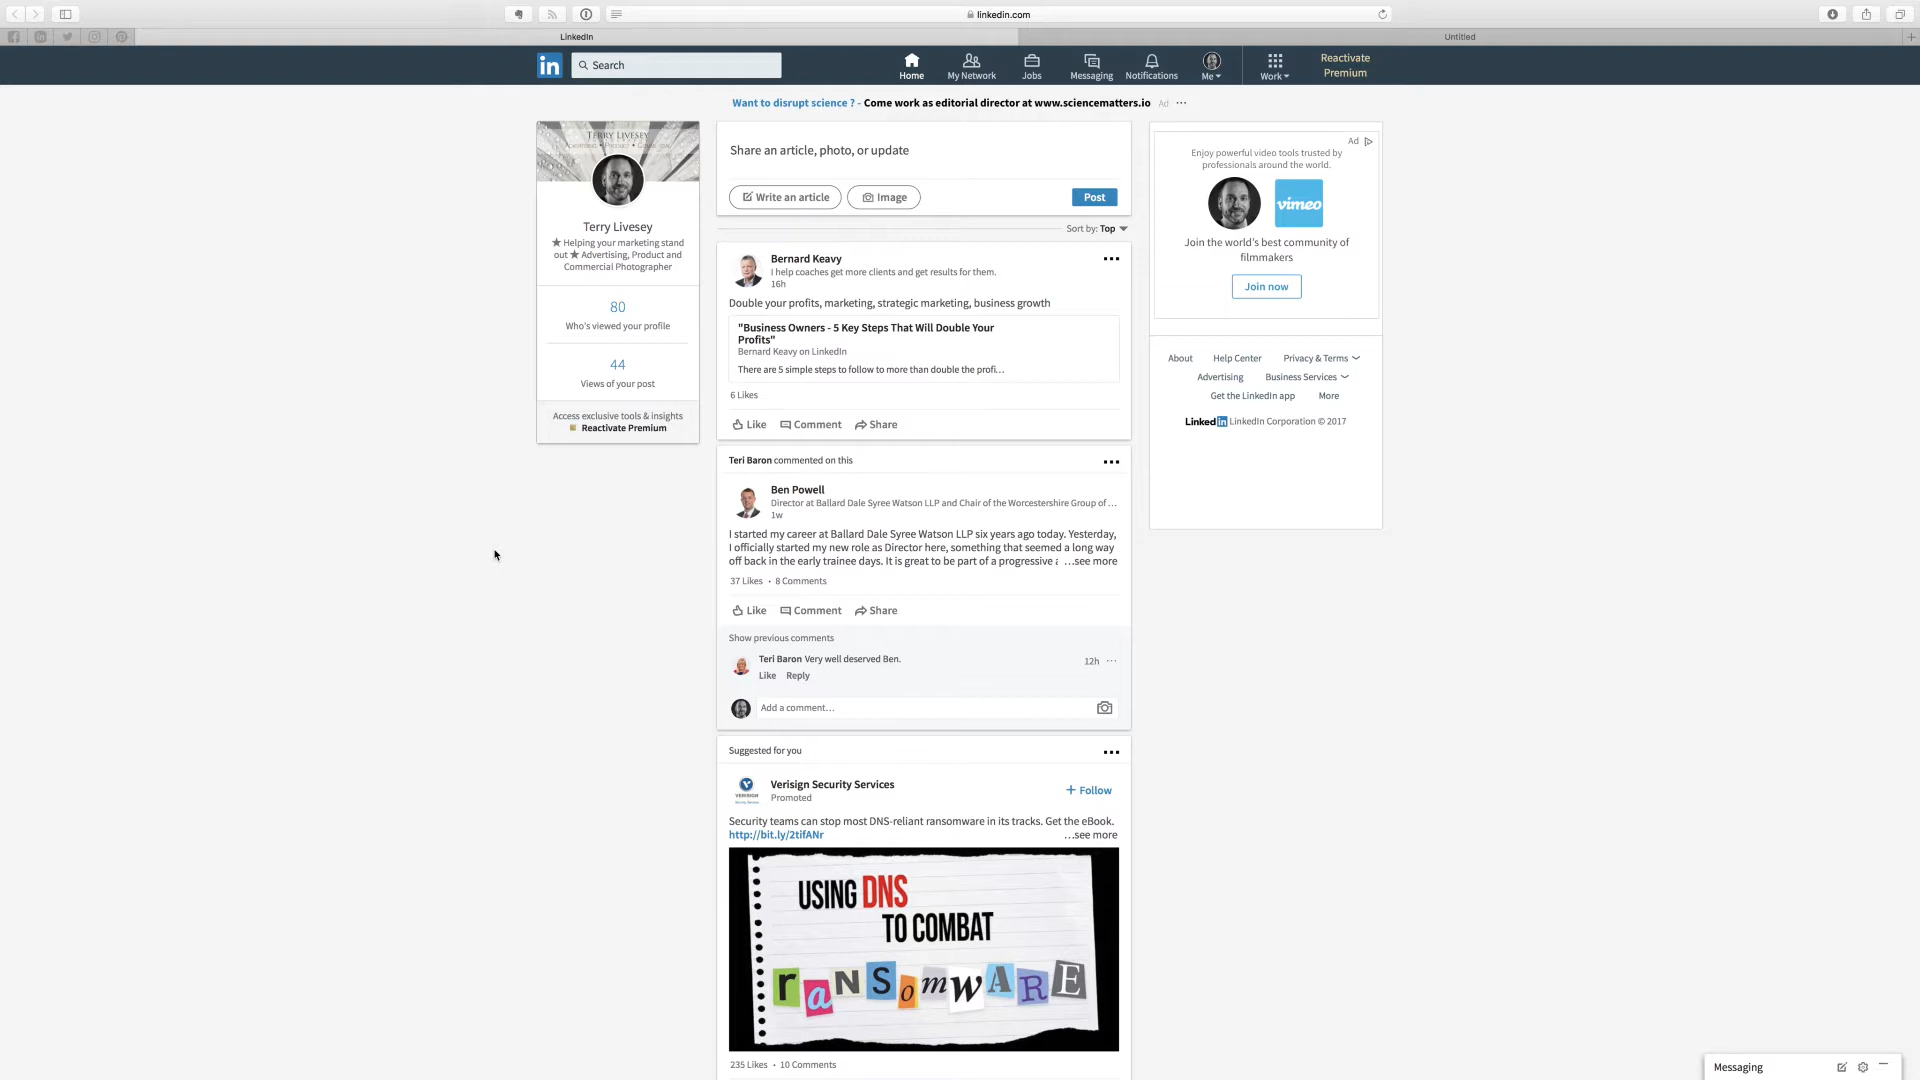 linkedin.com
LinkedIn
Untitled
in
Search
Home
My Network
Jobs
Messaging
Notifications
Me
Work
Reactivate
Premium
Want to disrupt science ? - Come work as editorial director at www.sciencematters.io Ad ...
TERRY LIVESEY
Terry Livesey
★ Helping your marketing stand
out ★ Advertising, Product and
Commercial Photographer
80
Who's viewed your profile
44
Views of your post
Access exclusive tools & insights
Reactivate Premium
Share an article, photo, or update
Write an article
Image
Post
Sort by: Top
Bernard Keavy
I help coaches get more clients and get results for them.
16h
Double your profits, marketing, strategic marketing, business growth
"Business Owners - 5 Key Steps That Will Double Your
Profits"
Bernard Keavy on LinkedIn
There are 5 simple steps to follow to more than double the profi...
6 Likes
Like Comment Share
Teri Baron commented on this
Ben Powell
Director at Ballard Dale Syree Watson LLP and Chair of the Worcestershire Group of ...
1w
I started my career at Ballard Dale Syree Watson LLP six years ago today. Yesterday,
I officially started my new role as Director here, something that seemed a long way
off back in the early trainee days. It is great to be part of a progressive ...see more
37 Likes • 8 Comments
Like Comment Share
Show previous comments
Teri Baron Very well deserved Ben.
12h ...
Like Reply
Add a comment...
Suggested for you
VERISIGN
Verisign Security Services
Promoted
+ Follow
Security teams can stop most DNS-reliant ransomware in its tracks. Get the eBook.
http://bit.ly/2tifANr ...see more
USING DNS
TO COMBAT
raNSomwARE
235 Likes • 10 Comments
Ad
Enjoy powerful video tools trusted by
professionals around the world.
vimeo
Join the world's best community of
filmmakers
Join now
About Help Center Privacy & Terms
Advertising Business Services
Get the LinkedIn app More
LinkedIn LinkedIn Corporation © 2017
Messaging